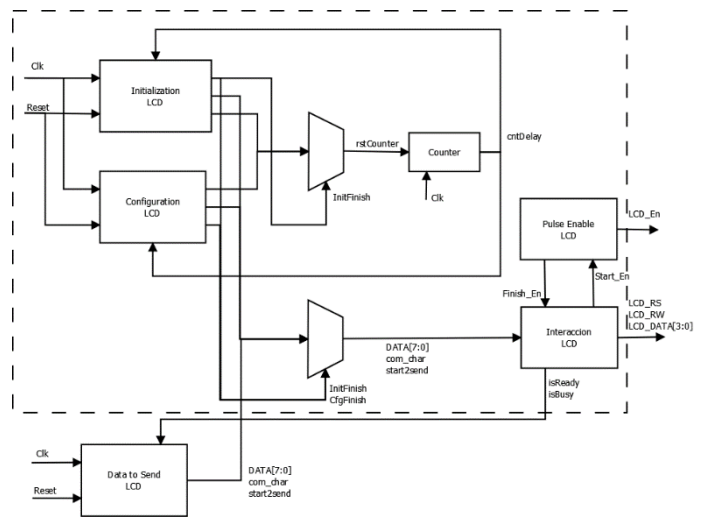 Clk
Initialization
LCD
Reset
rstCounter
Counter
cntDelay
InitFinish
Clk
Configuration
LCD
Pulse Enable
LCD
LCD_En
Finish_En
Start_En
LCD_RS
LCD_RW
LCD_DATA[3:0]
Interaccion
LCD
DATA[7:0]
com_char
start2send
InitFinish
CfgFinish
isReady
isBusy
Clk
Data to Send
LCD
Reset
DATA[7:0]
com_char
start2send